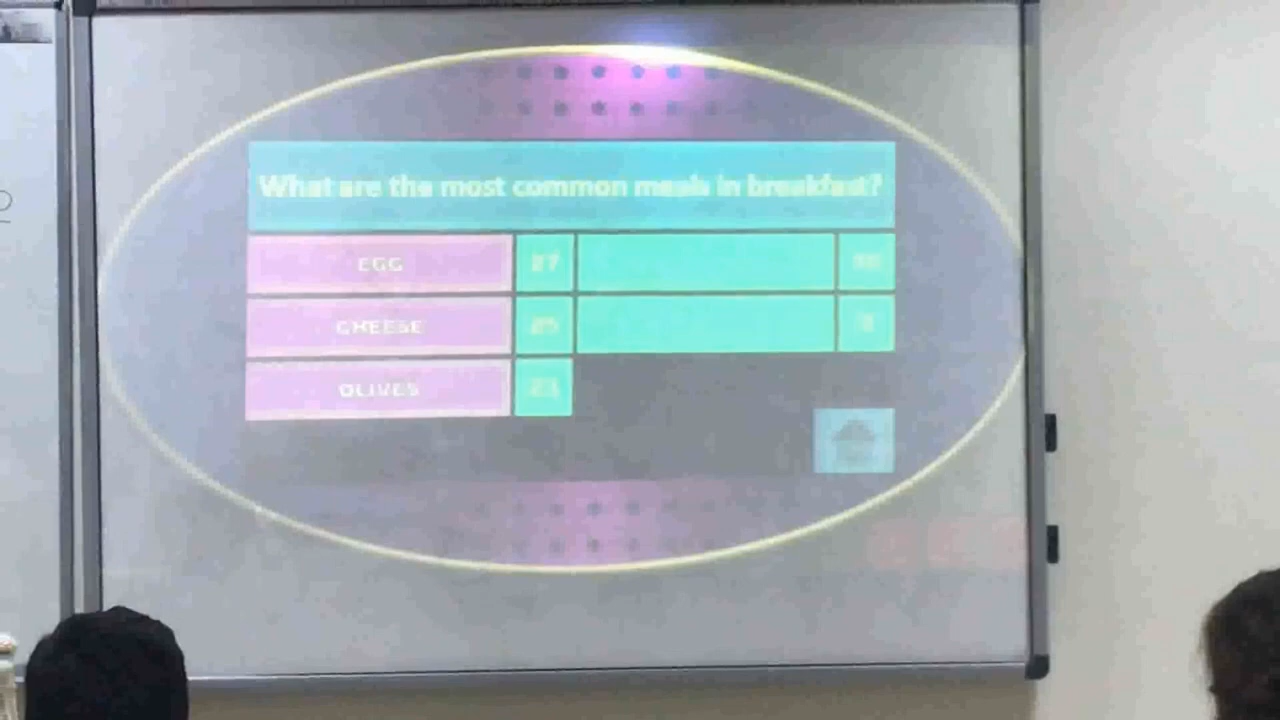 What are the most common meals in breakfast?
EGG 27
CHEESE 25
OLIVES 23